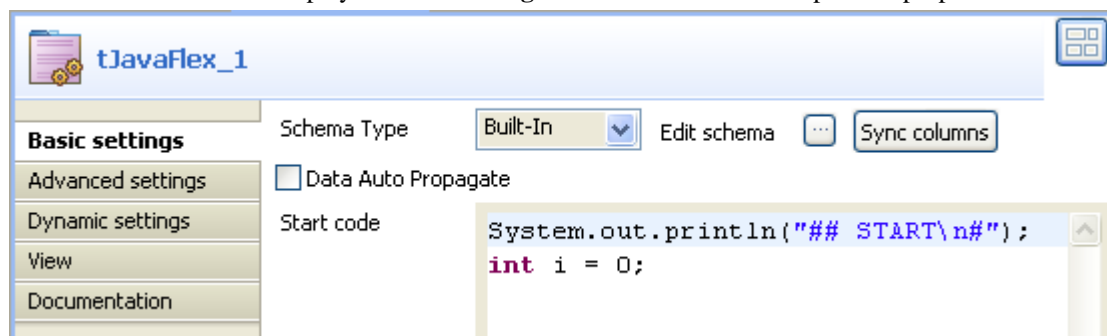 tJavaFlex_1
Basic settings
Advanced settings
Dynamic settings
View
Documentation
Schema Type Built-In Edit schema ... Sync columns
Data Auto Propagate
Start code
System.out.println("## START\n#");
int i = 0;